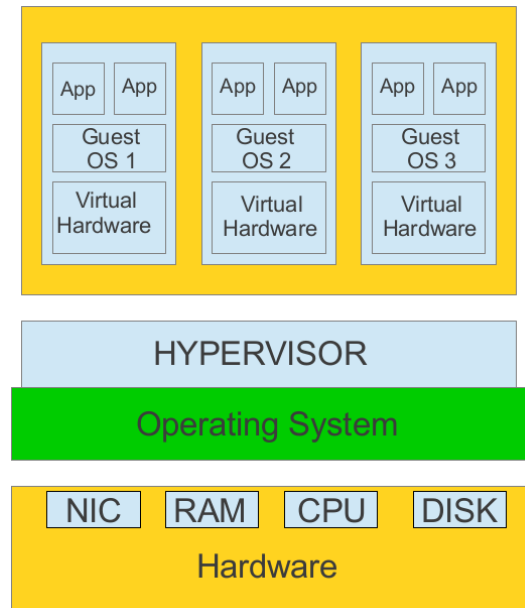 App App App App App App
Guest OS 1
Guest OS 2
Guest OS 3
Virtual Hardware
Virtual Hardware
Virtual Hardware
HYPERVISOR
Operating System
NIC RAM CPU DISK
Hardware